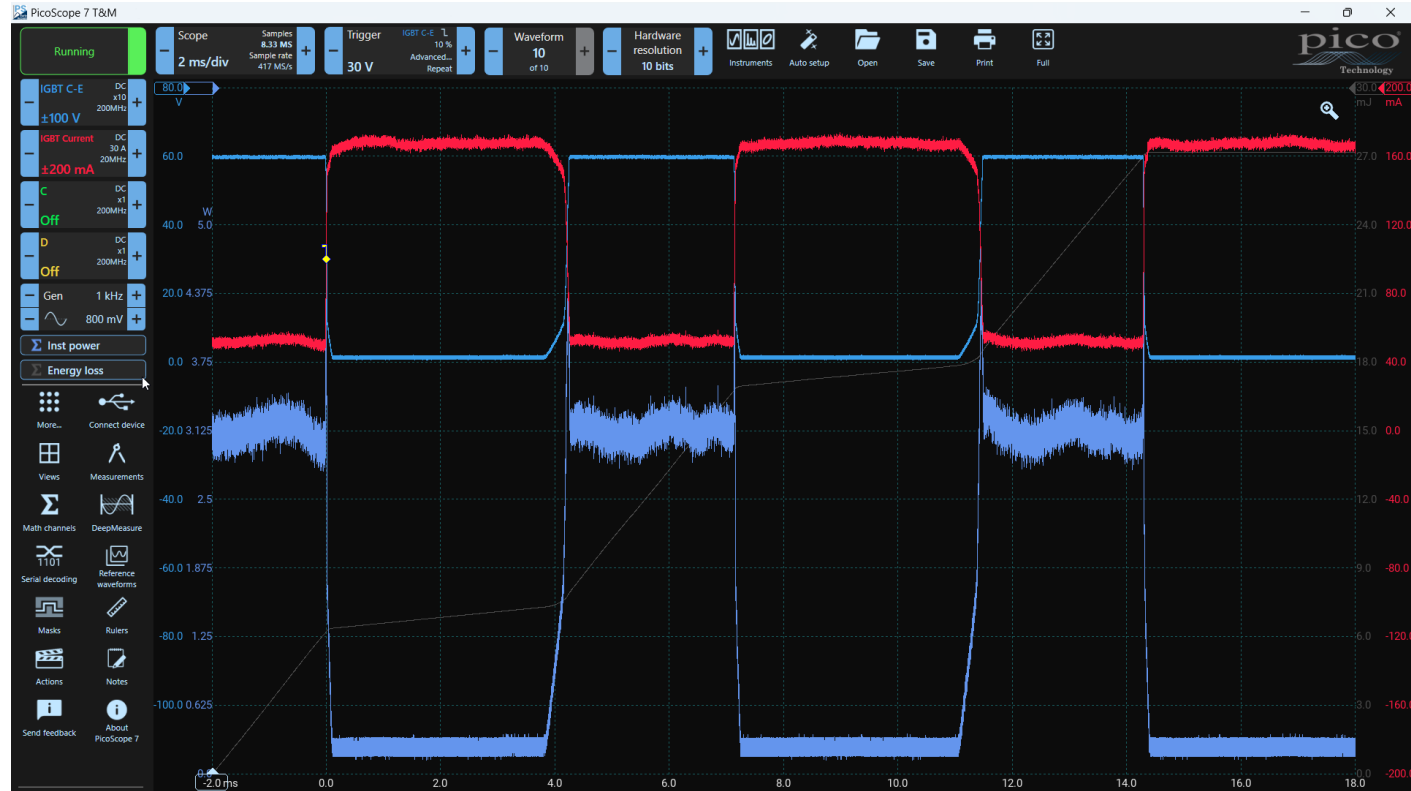 PicoScope 7 T&M
Running
Scope
2 ms/div
Samples
8.33 MS
Sample rate
417 MS/s
Trigger
30 V
IGBT C-E
10 %
Advanced...
Repeat
Waveform
10
of 10
Hardware
resolution
10 bits
Instruments
Auto setup
Open
Save
Print
Full
pico
Technology
IGBT C-E
DC
x10
200MHz
±100 V
IGBT Current
DC
30 A
20MHz
±200 mA
C
DC
x1
200MHz
Off
D
DC
x1
200MHz
Off
Gen 1 kHz
800 mV
Σ Inst power
Σ Energy loss
More... Connect device
Views Measurements
Math channels DeepMeasure
1101
Serial decoding
Reference
waveforms
Masks Rulers
Actions Notes
Send feedback
About
PicoScope 7
80.0 30.0 200.0
V mJ mA
60.0 27.0 160.0
W
40.0 5.0 24.0 120.0
20.0 4.375 21.0 80.0
0.0 3.75 18.0 40.0
-20.0 3.125 15.0 0.0
-40.0 2.5 12.0 -40.0
-60.0 1.875 9.0 -80.0
-80.0 1.25 6.0 -120.0
-100.0 0.625 3.0 -160.0
0.0 0.0 -200.0
-2.0 ms 0.0 2.0 4.0 6.0 8.0 10.0 12.0 14.0 16.0 18.0